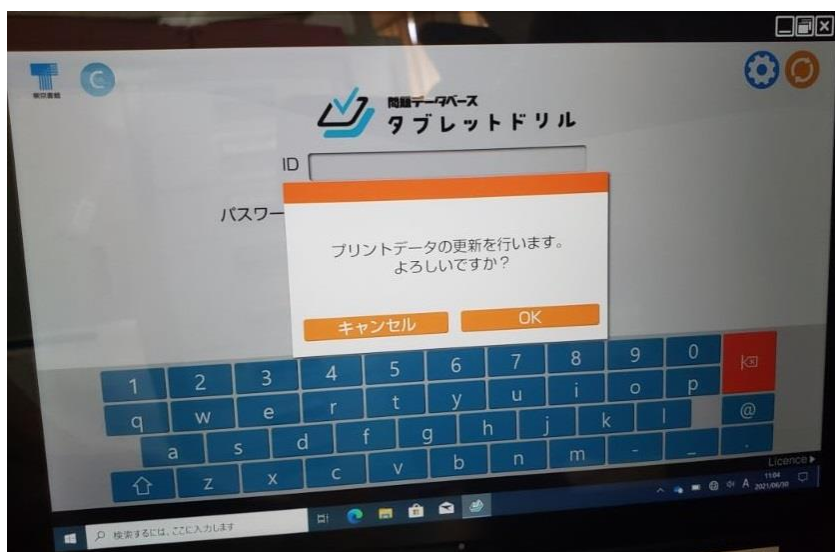 東京書籍
C
問題データベース
タブレットドリル
ID
パスワー
プリントデータの更新を行います。
よろしいですか？
キャンセル
OK
1 2 3 4 5 6 7 8 9 0
q w e r t y u i o p
@
a s d f g h j k l
z x c v b n m - _ .
Licence▶
検索するには、ここに入力します
A
11:04
2021/06/30